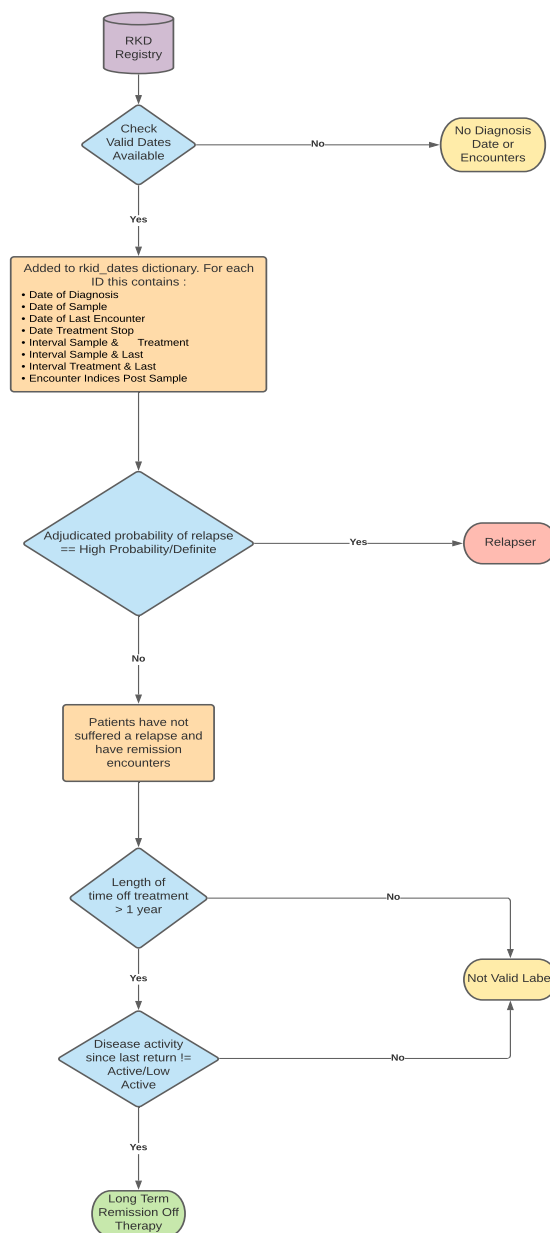 RKD
Registry
Check
Valid Dates
Available
No
No Diagnosis
Date or
Encounters
Yes
Added to rkid_dates dictionary. For each
ID this contains :
• Date of Diagnosis
• Date of Sample
• Date of Last Encounter
• Date Treatment Stop
• Interval Sample & Treatment
• Interval Sample & Last
• Interval Treatment & Last
• Encounter Indices Post Sample
Adjudicated probability of relapse
== High Probability/Definite
Yes
Relapser
No
Patients have not
suffered a relapse and
have remission
encounters
Length of
time off treatment
> 1 year
No
Not Valid Label
Yes
Disease activity
since last return !=
Active/Low
Active
No
Yes
Long Term
Remission Off
Therapy